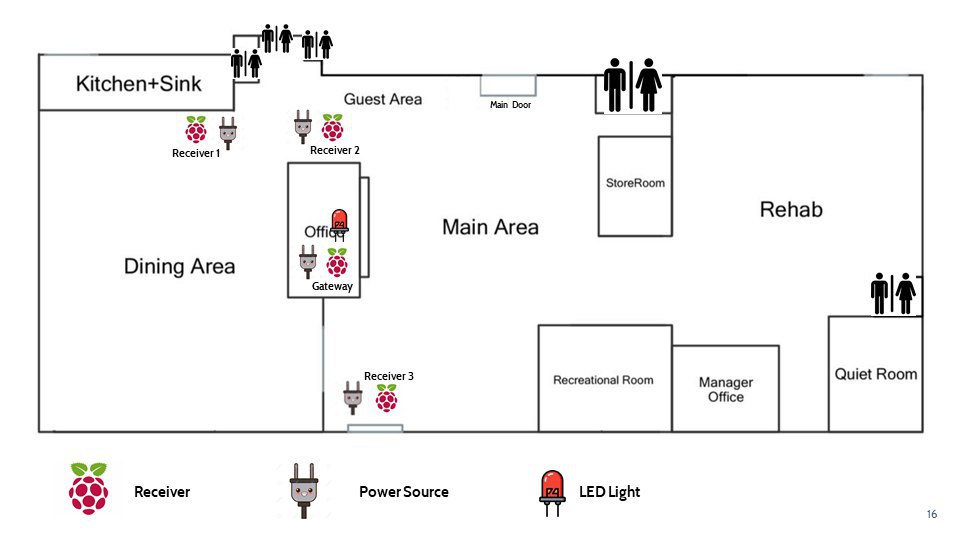 Kitchen+Sink
Guest Area
Main Door
Receiver 1
Receiver 2
StoreRoom
Rehab
Main Area
Office
Dining Area
Gateway
Receiver 3
Recreational Room
Manager
Office
Quiet Room
Receiver
Power Source
LED Light
16